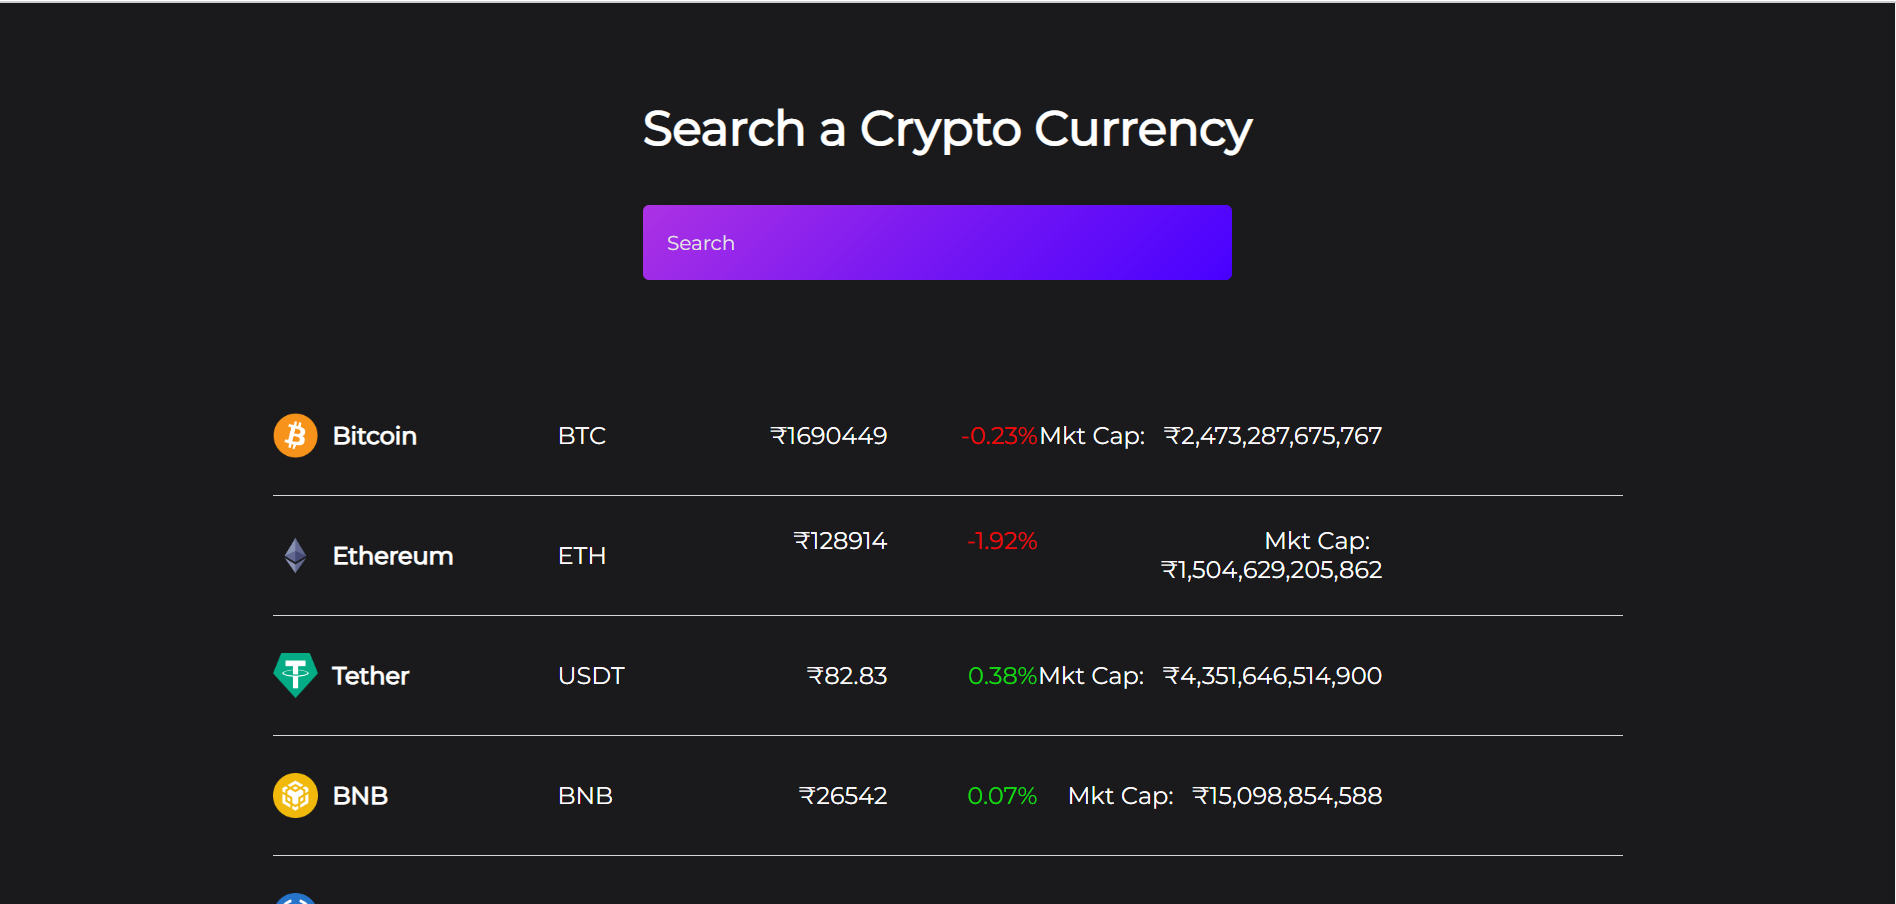 Search a Crypto Currency
Search
Bitcoin BTC ₹1690449 -0.23% Mkt Cap: ₹2,473,287,675,767
Ethereum ETH ₹128914 -1.92% Mkt Cap:
₹1,504,629,205,862
Tether USDT ₹82.83 0.38% Mkt Cap: ₹4,351,646,514,900
BNB BNB ₹26542 0.07% Mkt Cap: ₹15,098,854,588